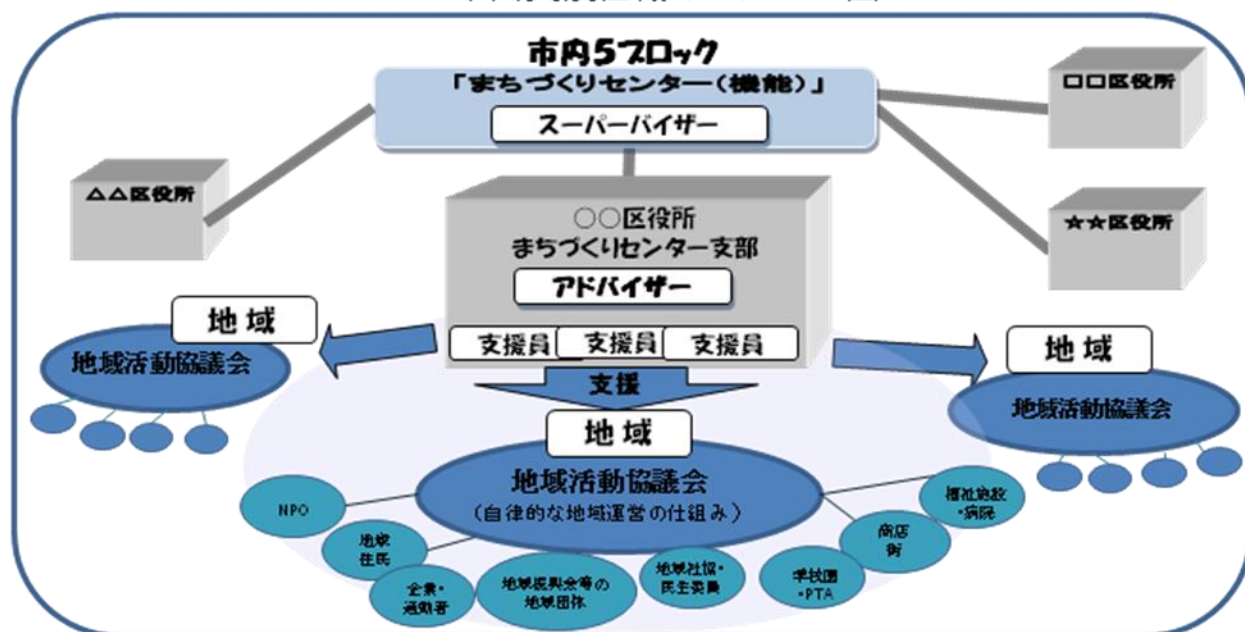 市内5ブロック
「まちづくりセンター(機能)」
スーパーバイザー
□□区役所
△△区役所
☆☆区役所
○○区役所
まちづくりセンター支部
アドバイザー
支援員
支援員
支援員
支援
地域
地域活動協議会
地域
地域活動協議会
地域
地域活動協議会
(自律的な地域運営の仕組み)
NPO
地域
住民
企業・
通勤者
地域振興会等の
地域団体
地域社協・
民生委員
学校園
・PTA
商店
街
福祉施設
・病院